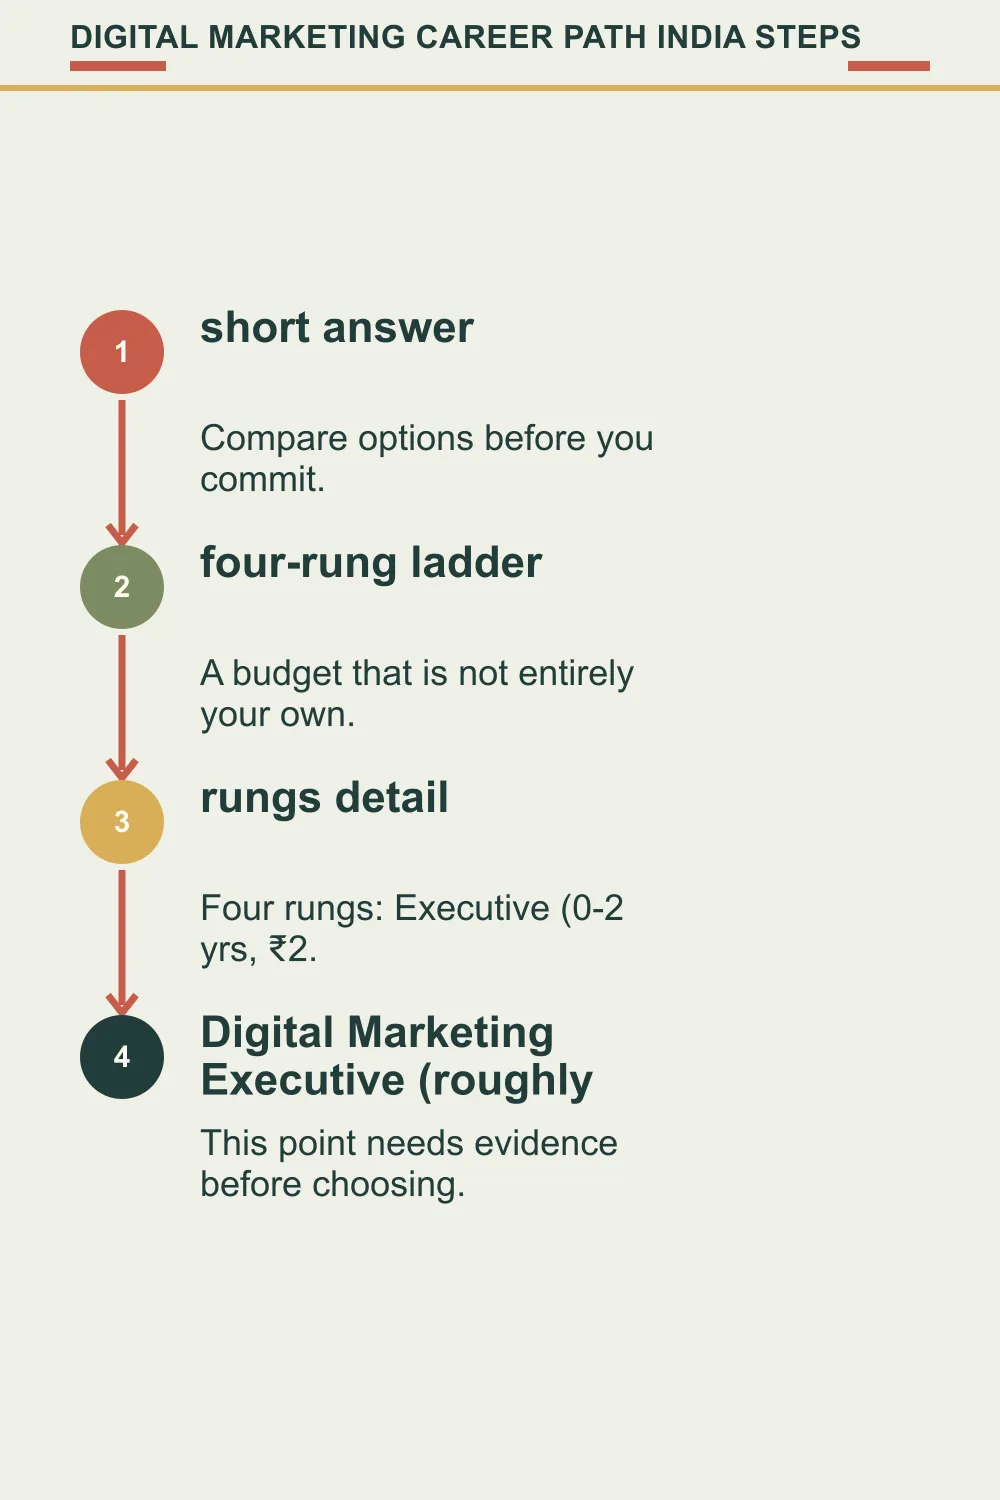 DIGITAL MARKETING CAREER PATH INDIA STEPS
1
short answer
Compare options before you
commit.
2
four-rung ladder
A budget that is not entirely
your own.
3
rungs detail
Four rungs: Executive (0-2
yrs, ₹2.
4
Digital Marketing
Executive (roughly
This point needs evidence
before choosing.